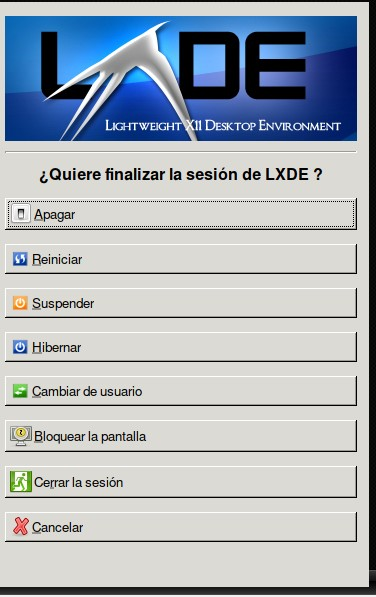 LXDE
LIGHTWEIGHT X11 DESKTOP ENVIRONMENT
¿Quiere finalizar la sesión de LXDE ?
Apagar
Reiniciar
Suspender
Hibernar
Cambiar de usuario
Bloquear la pantalla
Cerrar la sesión
Cancelar